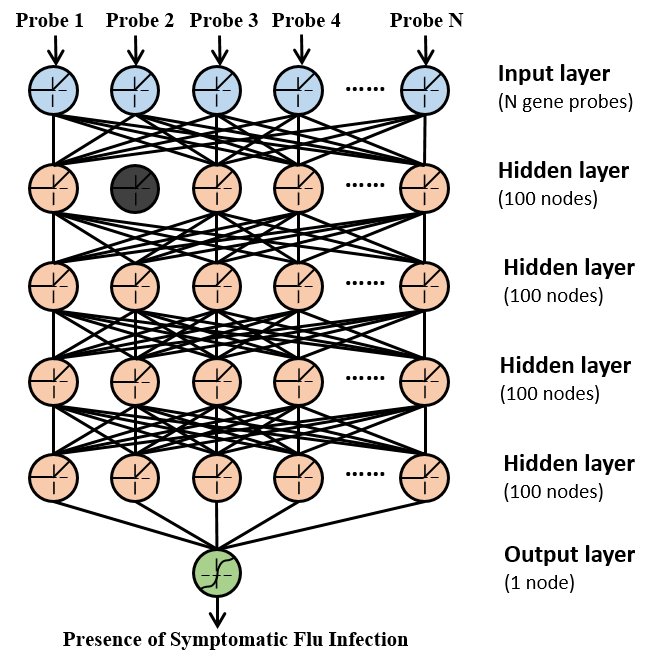 Probe 1 Probe 2 Probe 3 Probe 4 Probe N
Input layer
(N gene probes)
Hidden layer
(100 nodes)
Hidden layer
(100 nodes)
Hidden layer
(100 nodes)
Hidden layer
(100 nodes)
Output layer
(1 node)
Presence of Symptomatic Flu Infection